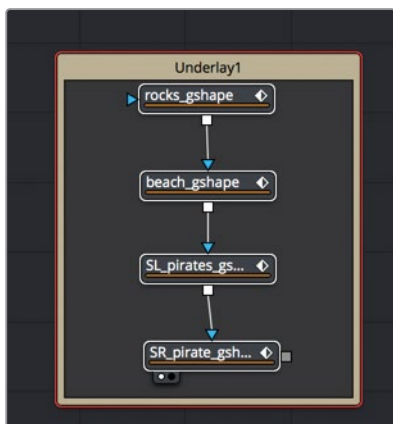 Underlay1
rocks_gshape
beach_gshape
SL_pirates_gs...
SR_pirate_gsh...